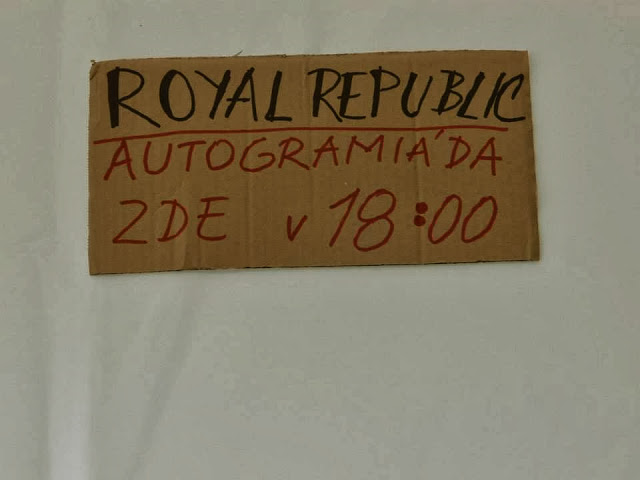 ROYAL REPUBLIC
AUTOGRAMIÁDA
ZDE v 18:00